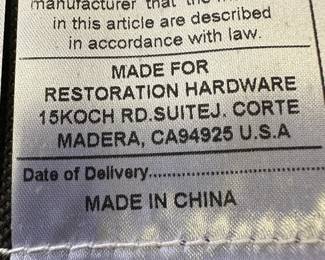 manufacturer that the
in this article are described
in accordance with law.
MADE FOR
RESTORATION HARDWARE
15KOCH RD.SUITEJ. CORTE
MADERA, CA94925 U.S.A
Date of Delivery....................................
MADE IN CHINA